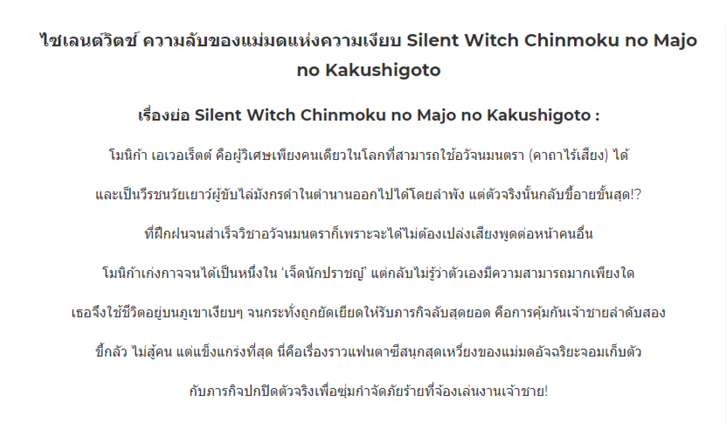 ไซเลนต์วิตช์ ความลับของแม่มดแห่งความเงียบ Silent Witch Chinmoku no Majo
no Kakushigoto
เรื่องย่อ Silent Witch Chinmoku no Majo no Kakushigoto :
โมนิก้า เอเวอเร็ตต์ คือผู้วิเศษเพียงคนเดียวในโลกที่สามารถใช้อวัจนมนตรา (คาถาไร้เสียง) ได้
และเป็นวีรชนวัยเยาว์ผู้ขับไล่มังกรดำในตำนานออกไปได้โดยลำพัง แต่ตัวจริงนั้นกลับขี้อายขั้นสุด!?
ที่ฝึกฝนจนสำเร็จวิชาอวัจนมนตราก็เพราะจะได้ไม่ต้องเปล่งเสียงพูดต่อหน้าคนอื่น
โมนิก้าเก่งกาจจนได้เป็นหนึ่งใน ‘เจ็ดนักปราชญ์’ แต่กลับไม่รู้ว่าตัวเองมีความสามารถมากเพียงใด
เธอจึงใช้ชีวิตอยู่บนภูเขาเงียบๆ จนกระทั่งถูกยัดเยียดให้รับภารกิจลับสุดยอด คือการคุ้มกันเจ้าชายลำดับสอง
ขี้กลัว ไม่สู้คน แต่แข็งแกร่งที่สุด นี่คือเรื่องราวแฟนตาซีสนุกสุดเหวี่ยงของแม่มดอัจฉริยะจอมเก็บตัว
กับภารกิจปกปิดตัวจริงเพื่อซุ่มกำจัดภัยร้ายที่จ้องเล่นงานเจ้าชาย!